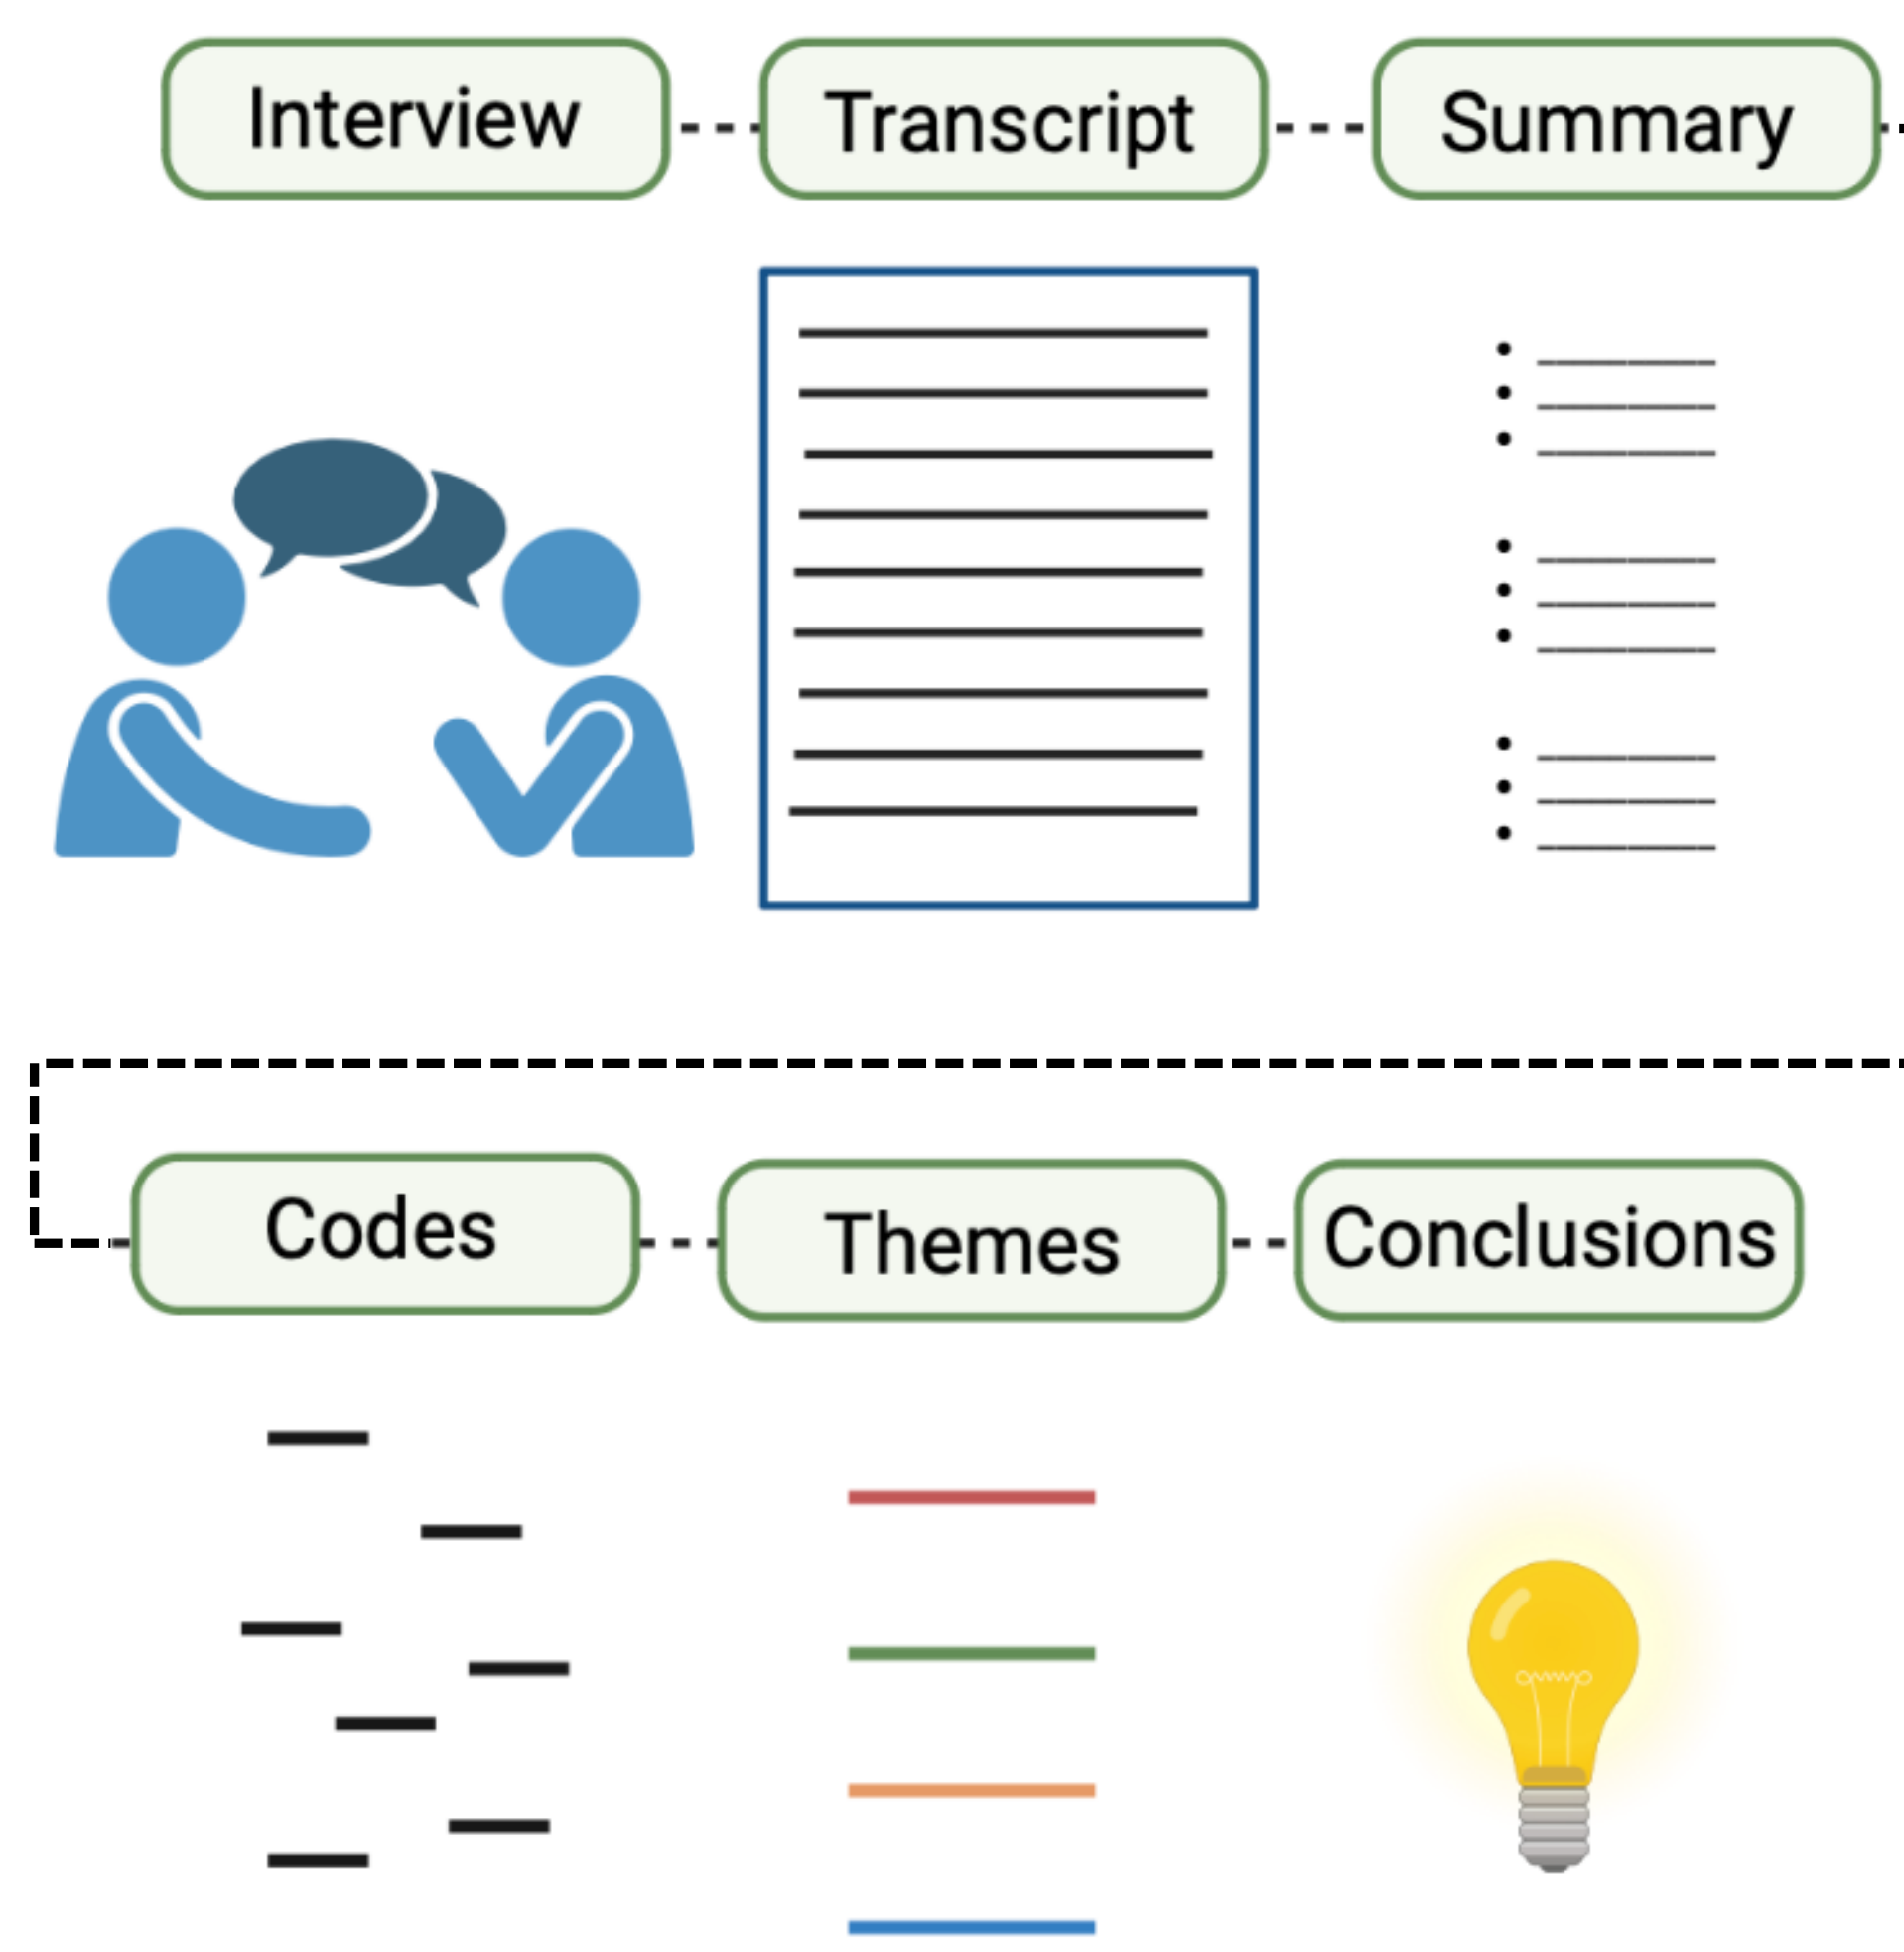 Interview
Transcript
Summary
Codes
Themes
Conclusions